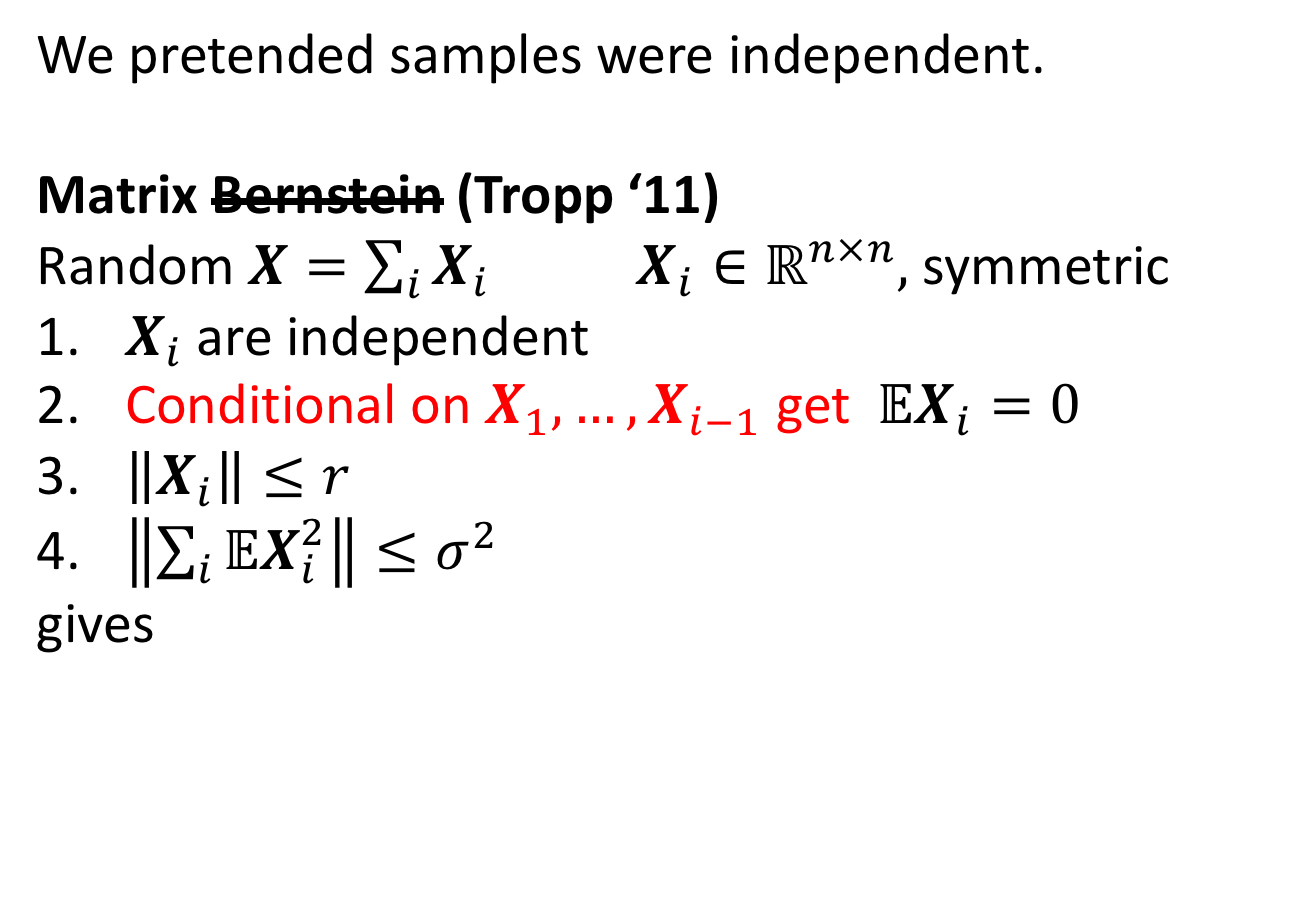 We pretended samples were independent.
Matrix Bernstein (Tropp ‘11)
Random 𝑿 = ∑ᵢ 𝑿ᵢ 𝑿ᵢ ∈ ℝⁿˣⁿ, symmetric
1. 𝑿ᵢ are independent
2. Conditional on 𝑿₁, … , 𝑿ᵢ₋₁ get 𝔼𝑿ᵢ = 0
3. ‖𝑿ᵢ‖ ≤ 𝑟
4. ‖∑ᵢ 𝔼𝑿ᵢ²‖ ≤ 𝜎²
gives